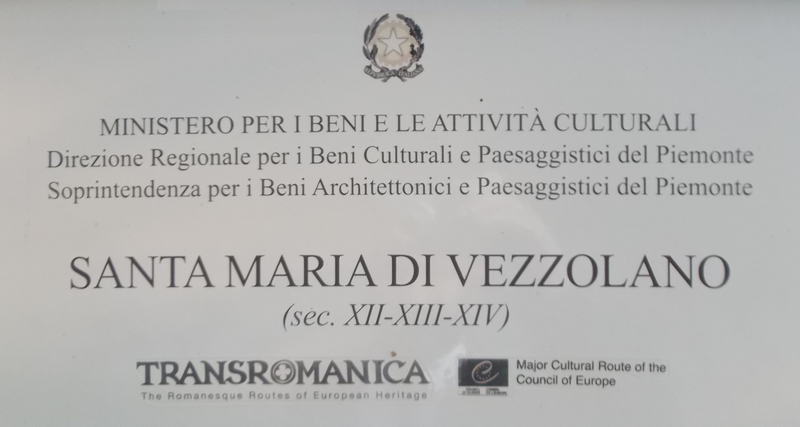 MINISTERO PER I BENI E LE ATTIVITÀ CULTURALI
Direzione Regionale per i Beni Culturali e Paesaggistici del Piemonte
Soprintendenza per i Beni Architettonici e Paesaggistici del Piemonte
SANTA MARIA DI VEZZOLANO
(sec. XII-XIII-XIV)
TRANSROMANICA
The Romanesque Routes of European Heritage
Major Cultural Route of the
Council of Europe